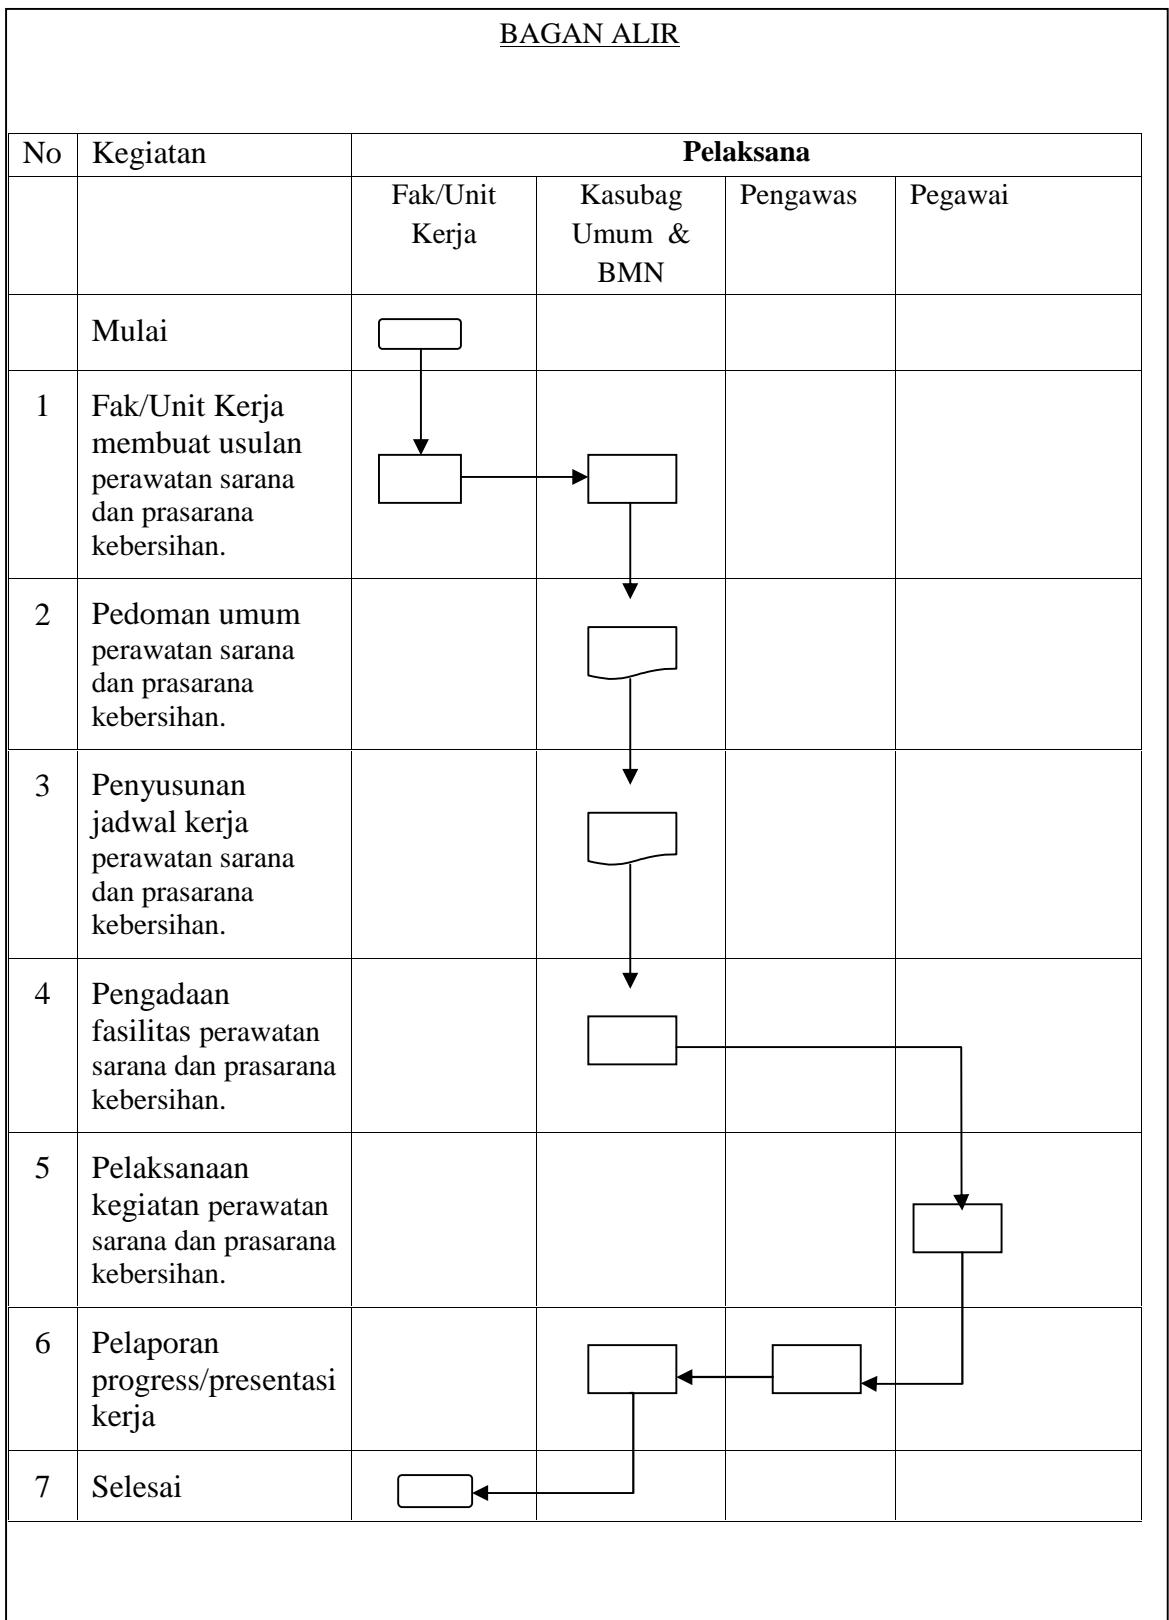 BAGAN ALIR
No Kegiatan Pelaksana
Fak/Unit
Kerja
Kasubag
Umum &
BMN
Pengawas
Pegawai
Mulai
1 Fak/Unit Kerja
membuat usulan
perawatan sarana
dan prasarana
kebersihan.
2 Pedoman umum
perawatan sarana
dan prasarana
kebersihan.
3 Penyusunan
jadwal kerja
perawatan sarana
dan prasarana
kebersihan.
4 Pengadaan
fasilitas perawatan
sarana dan prasarana
kebersihan.
5 Pelaksanaan
kegiatan perawatan
sarana dan prasarana
kebersihan.
6 Pelaporan
progress/presentasi
kerja
7 Selesai